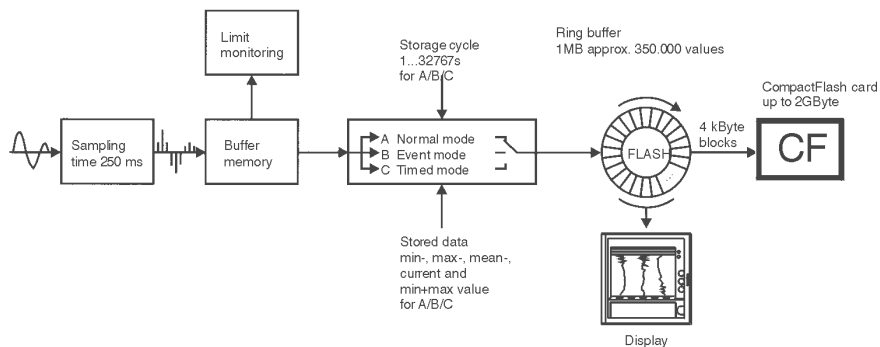 Limit
monitoring
Storage cycle
1...32767s
for A/B/C
Ring buffer
1MB approx. 350.000 values
CompactFlash card
up to 2GByte
Sampling
time 250 ms
Buffer
memory
A Normal mode
B Event mode
C Timed mode
FLASH
4 kByte
blocks
CF
Stored data
min-, max-, mean-,
current and
min+max value
for A/B/C
Display